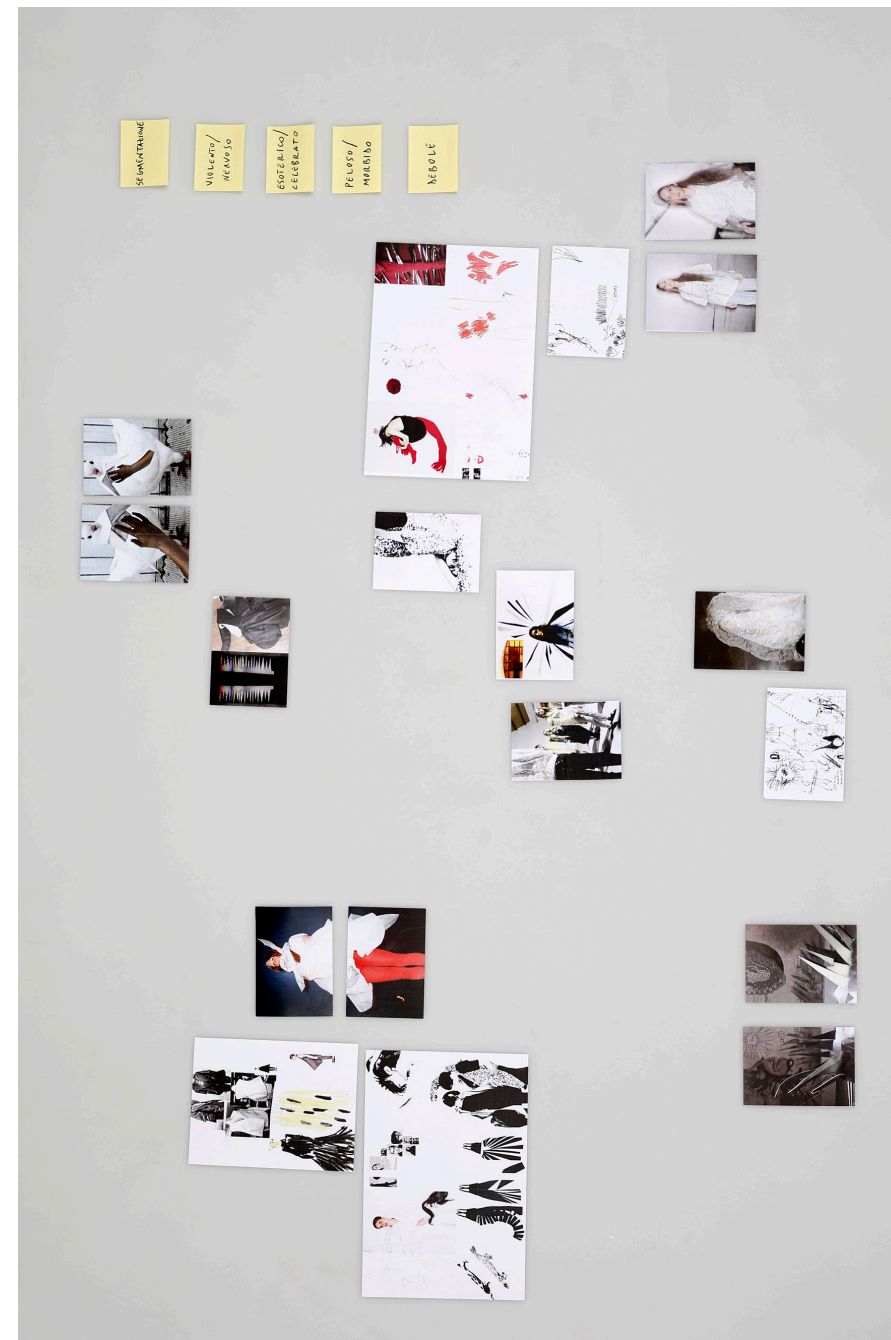 SEGMENTAZIONE
VIOLENTO/
NERVOSO
ESOTERICO/
CELEBRATO
PELOSO/
MORBIDO
DEBOLE